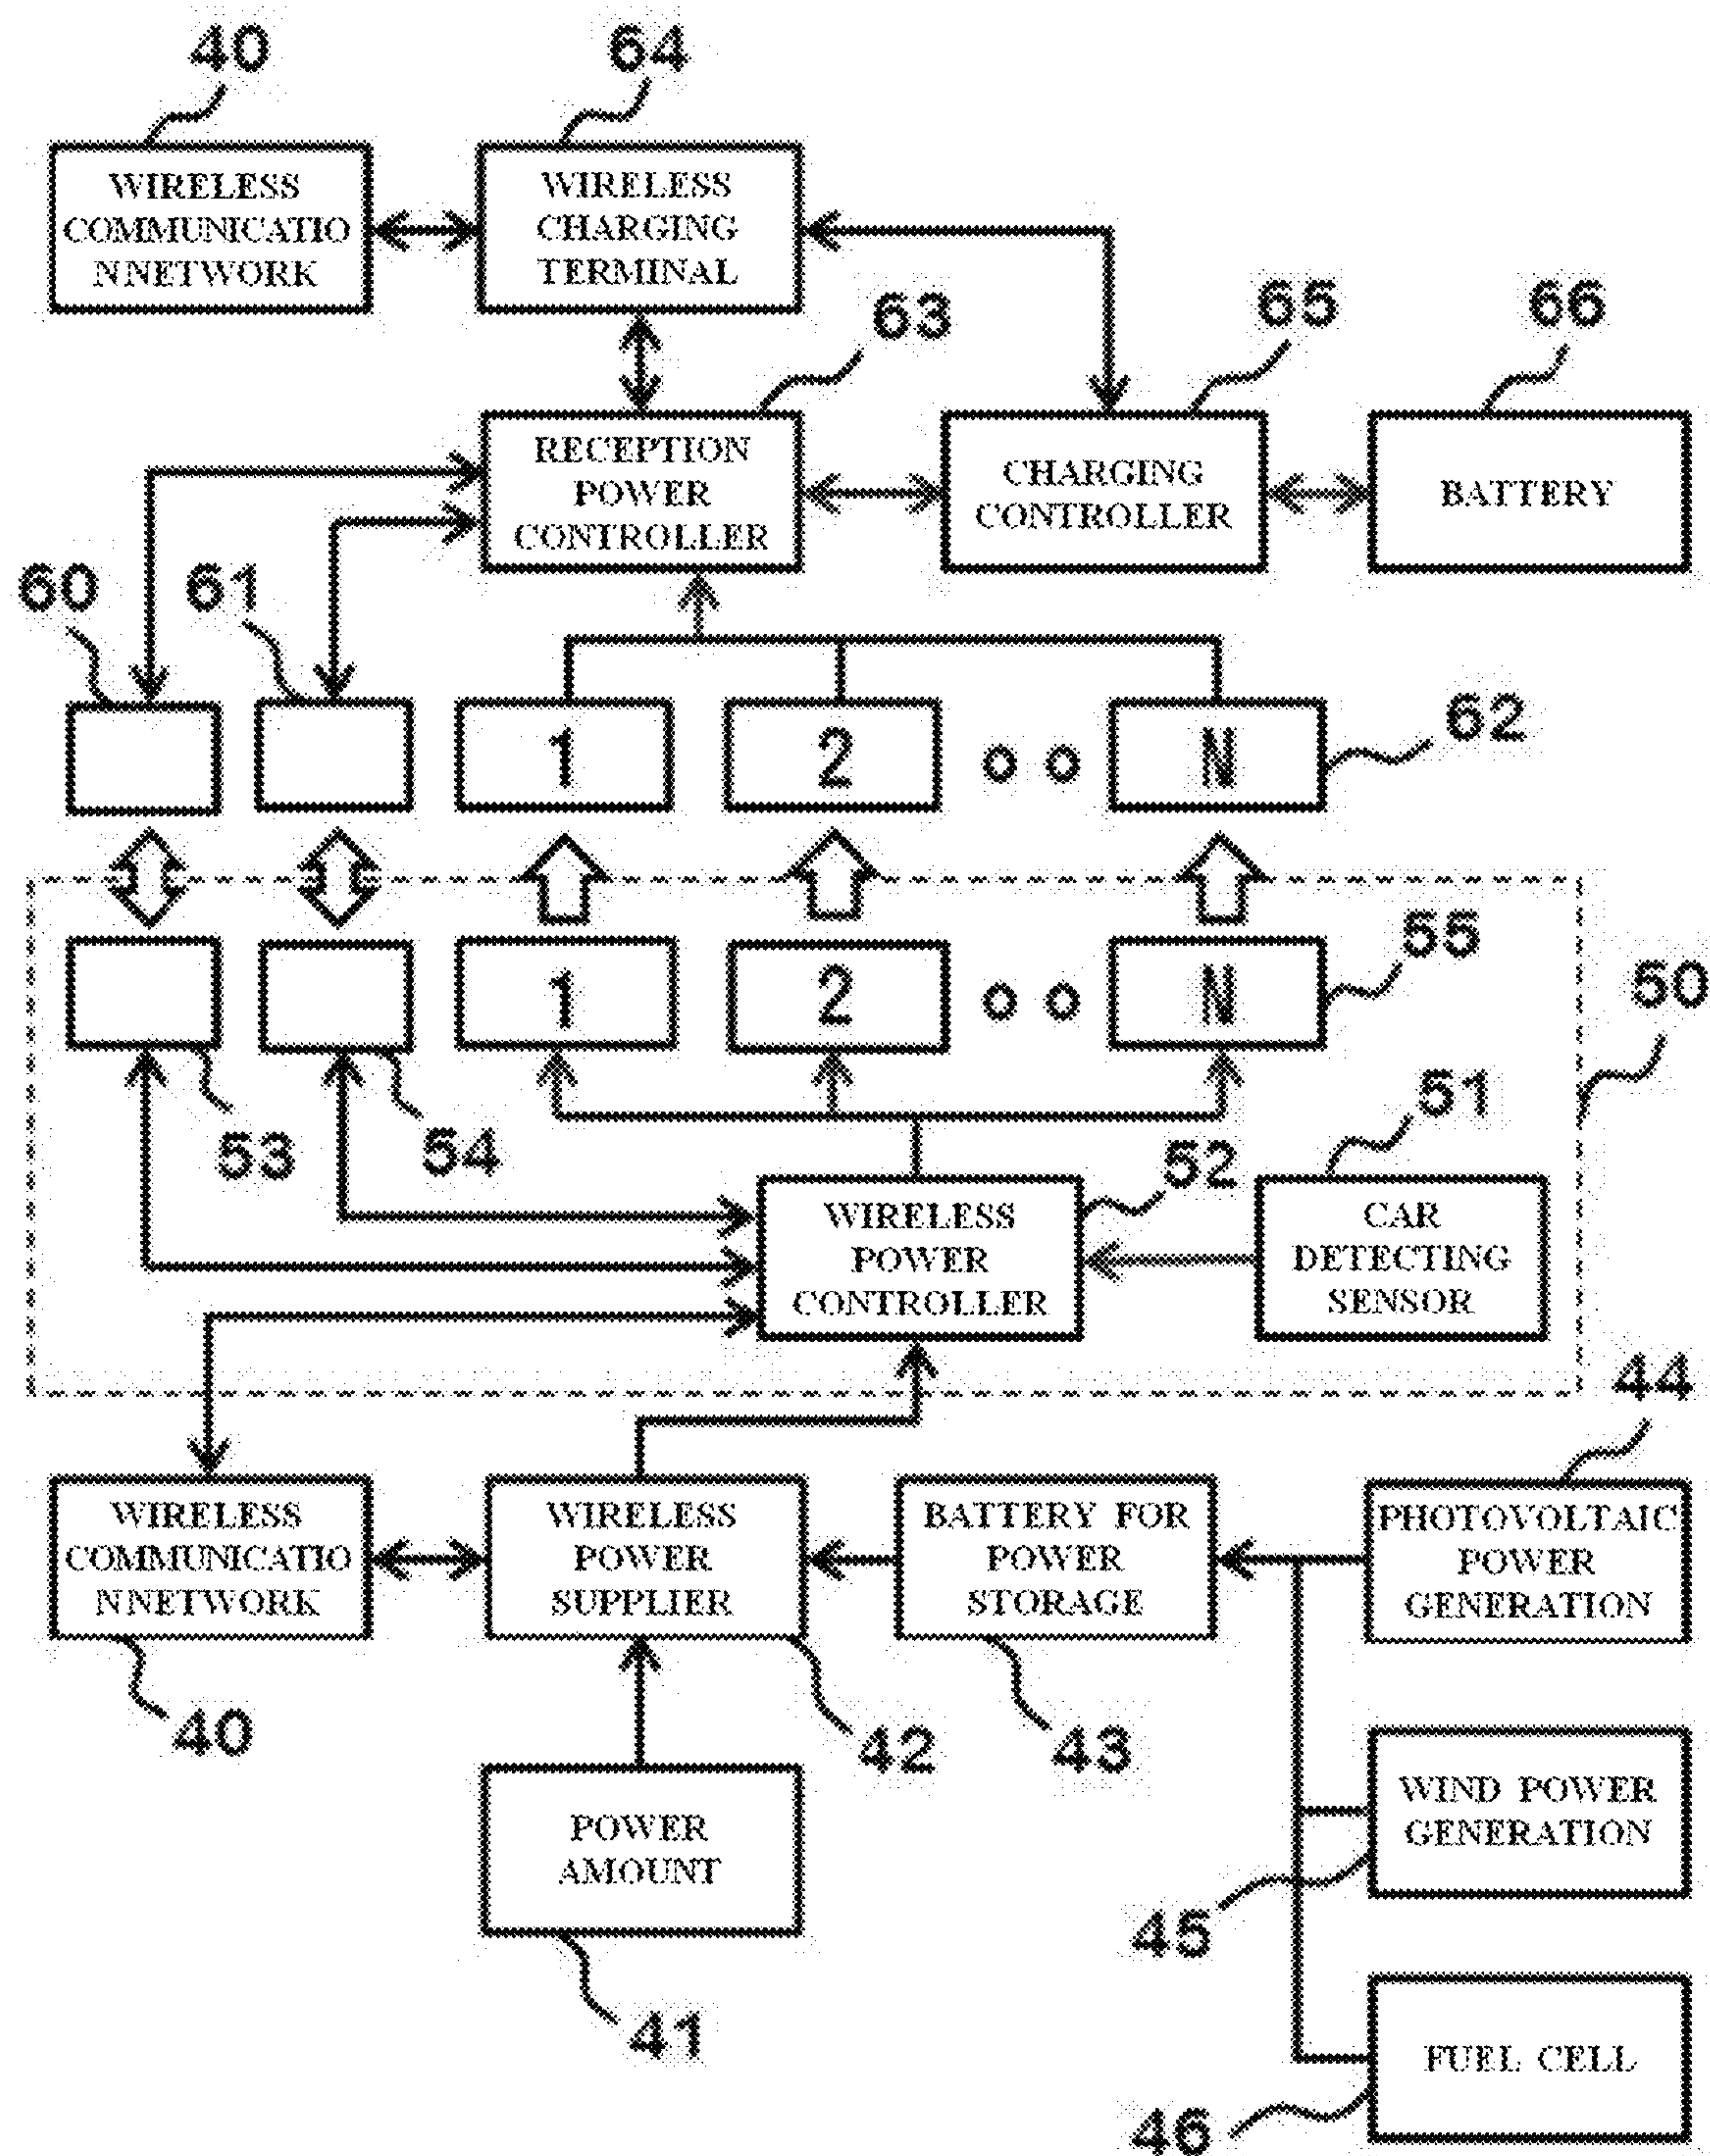 40
64
WIRELESS
COMMUNICATIO
NNETWORK
WIRELESS
CHARGING
TERMINAL
63
65
66
RECEPTION
POWER
CONTROLLER
CHARGING
CONTROLLER
BATTERY
60
61
1
2
N
62
1
2
N
55
50
53
54
52
51
WIRELESS
POWER
CONTROLLER
CAR
DETECTING
SENSOR
44
WIRELESS
COMMUNICATIO
NNETWORK
WIRELESS
POWER
SUPPLIER
BATTERY FOR
POWER
STORAGE
PHOTOVOLTAIC
POWER
GENERATION
40
42
43
POWER
AMOUNT
WIND POWER
GENERATION
45
41
FUEL CELL
46